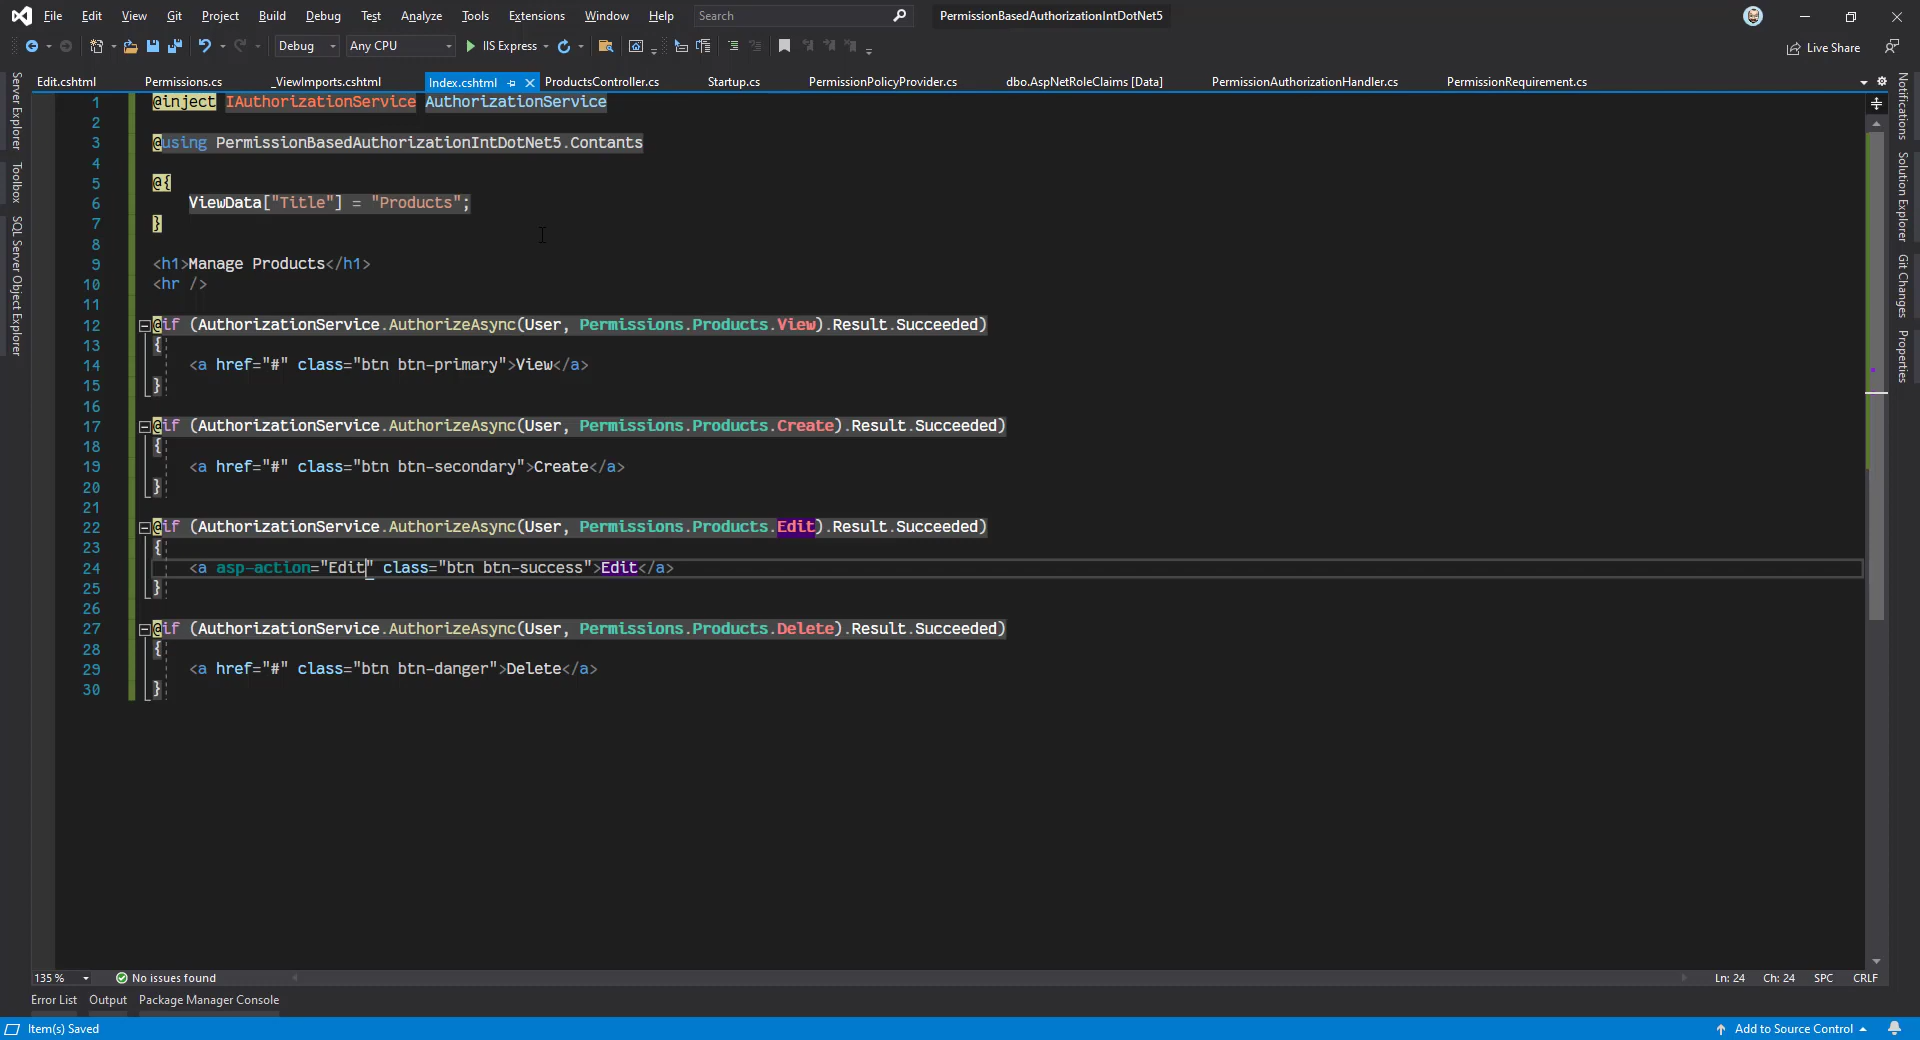 File Edit View Git Project Build Debug Test Analyze Tools Extensions Window Help Search PermissionBasedAuthorizationIntDotNet5
Debug Any CPU IIS Express Live Share
Edit.cshtml Permissions.cs _ViewImports.cshtml Index.cshtml ProductsController.cs Startup.cs PermissionPolicyProvider.cs dbo.AspNetRoleClaims [Data] PermissionAuthorizationHandler.cs PermissionRequirement.cs
Server Explorer
Toolbox
SQL Server Object Explorer
1 @inject IAuthorizationService AuthorizationService
2
3 @using PermissionBasedAuthorizationIntDotNet5.Contants
4
5 @{
6 ViewData["Title"] = "Products";
7 }
8
9 <h1>Manage Products</h1>
10 <hr />
11
12 @if (AuthorizationService.AuthorizeAsync(User, Permissions.Products.View).Result.Succeeded)
13 {
14 <a href="#" class="btn btn-primary">View</a>
15 }
16
17 @if (AuthorizationService.AuthorizeAsync(User, Permissions.Products.Create).Result.Succeeded)
18 {
19 <a href="#" class="btn btn-secondary">Create</a>
20 }
21
22 @if (AuthorizationService.AuthorizeAsync(User, Permissions.Products.Edit).Result.Succeeded)
23 {
24 <a asp-action="Edit" class="btn btn-success">Edit</a>
25 }
26
27 @if (AuthorizationService.AuthorizeAsync(User, Permissions.Products.Delete).Result.Succeeded)
28 {
29 <a href="#" class="btn btn-danger">Delete</a>
30 }
Notifications
Solution Explorer
Git Changes
Properties
135 % No issues found Ln: 24 Ch: 24 SPC CRLF
Error List Output Package Manager Console
Item(s) Saved Add to Source Control